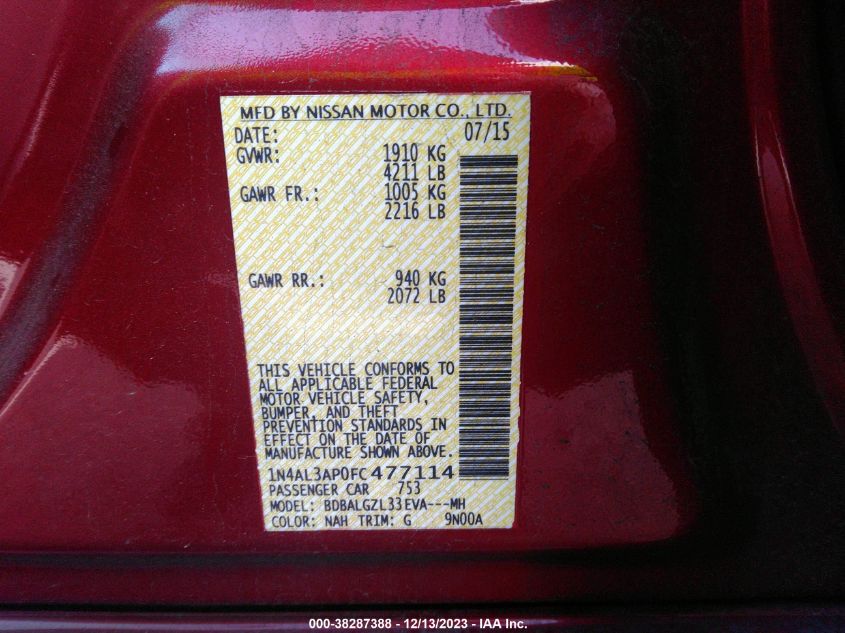 MFD BY NISSAN MOTOR CO., LTD.
DATE: 07/15
GVWR: 1910 KG
4211 LB
GAWR FR.: 1005 KG
2216 LB
GAWR RR.: 940 KG
2072 LB
THIS VEHICLE CONFORMS TO
ALL APPLICABLE FEDERAL
MOTOR VEHICLE SAFETY,
BUMPER, AND THEFT
PREVENTION STANDARDS IN
EFFECT ON THE DATE OF
MANUFACTURE SHOWN ABOVE.
1N4AL3AP0FC477114
PASSENGER CAR 753
MODEL: BDBALGZL33EVA---MH
COLOR: NAH TRIM: G 9N00A
000-38287388 - 12/13/2023 - IAA Inc.